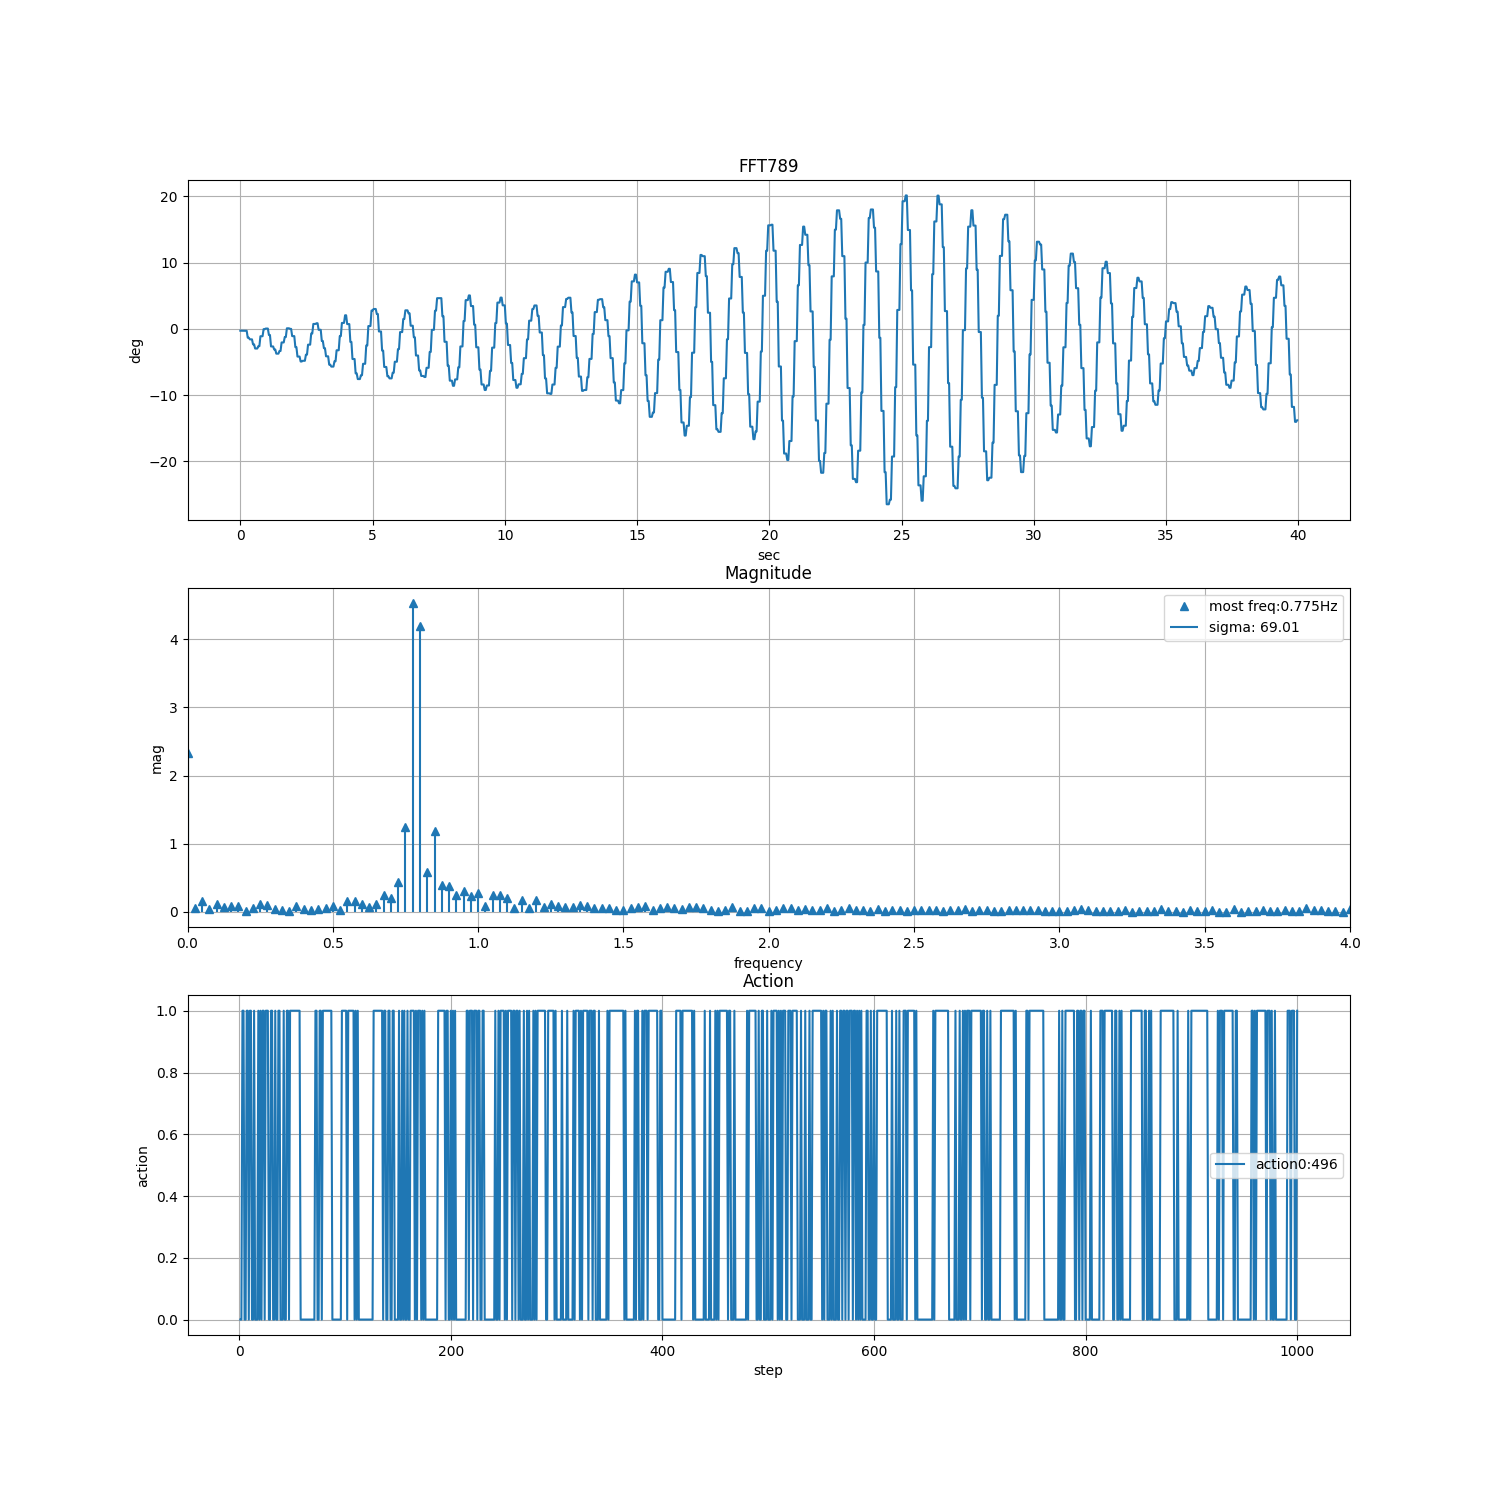 FFT789
20
10
0
−10
−20
deg
0 5 10 15 20 25 30 35 40
sec
Magnitude
most freq:0.775Hz
sigma: 69.01
4
3
2
1
0
mag
0.0 0.5 1.0 1.5 2.0 2.5 3.0 3.5 4.0
frequency
Action
1.0
0.8
0.6
0.4
0.2
0.0
action
action0:496
0 200 400 600 800 1000
step